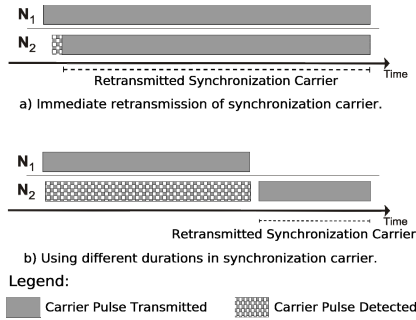 N1
N2
Time
Retransmitted Synchronization Carrier
a) Immediate retransmission of synchronization carrier.
N1
N2
Time
Retransmitted Synchronization Carrier
b) Using different durations in synchronization carrier.
Legend:
Carrier Pulse Transmitted Carrier Pulse Detected